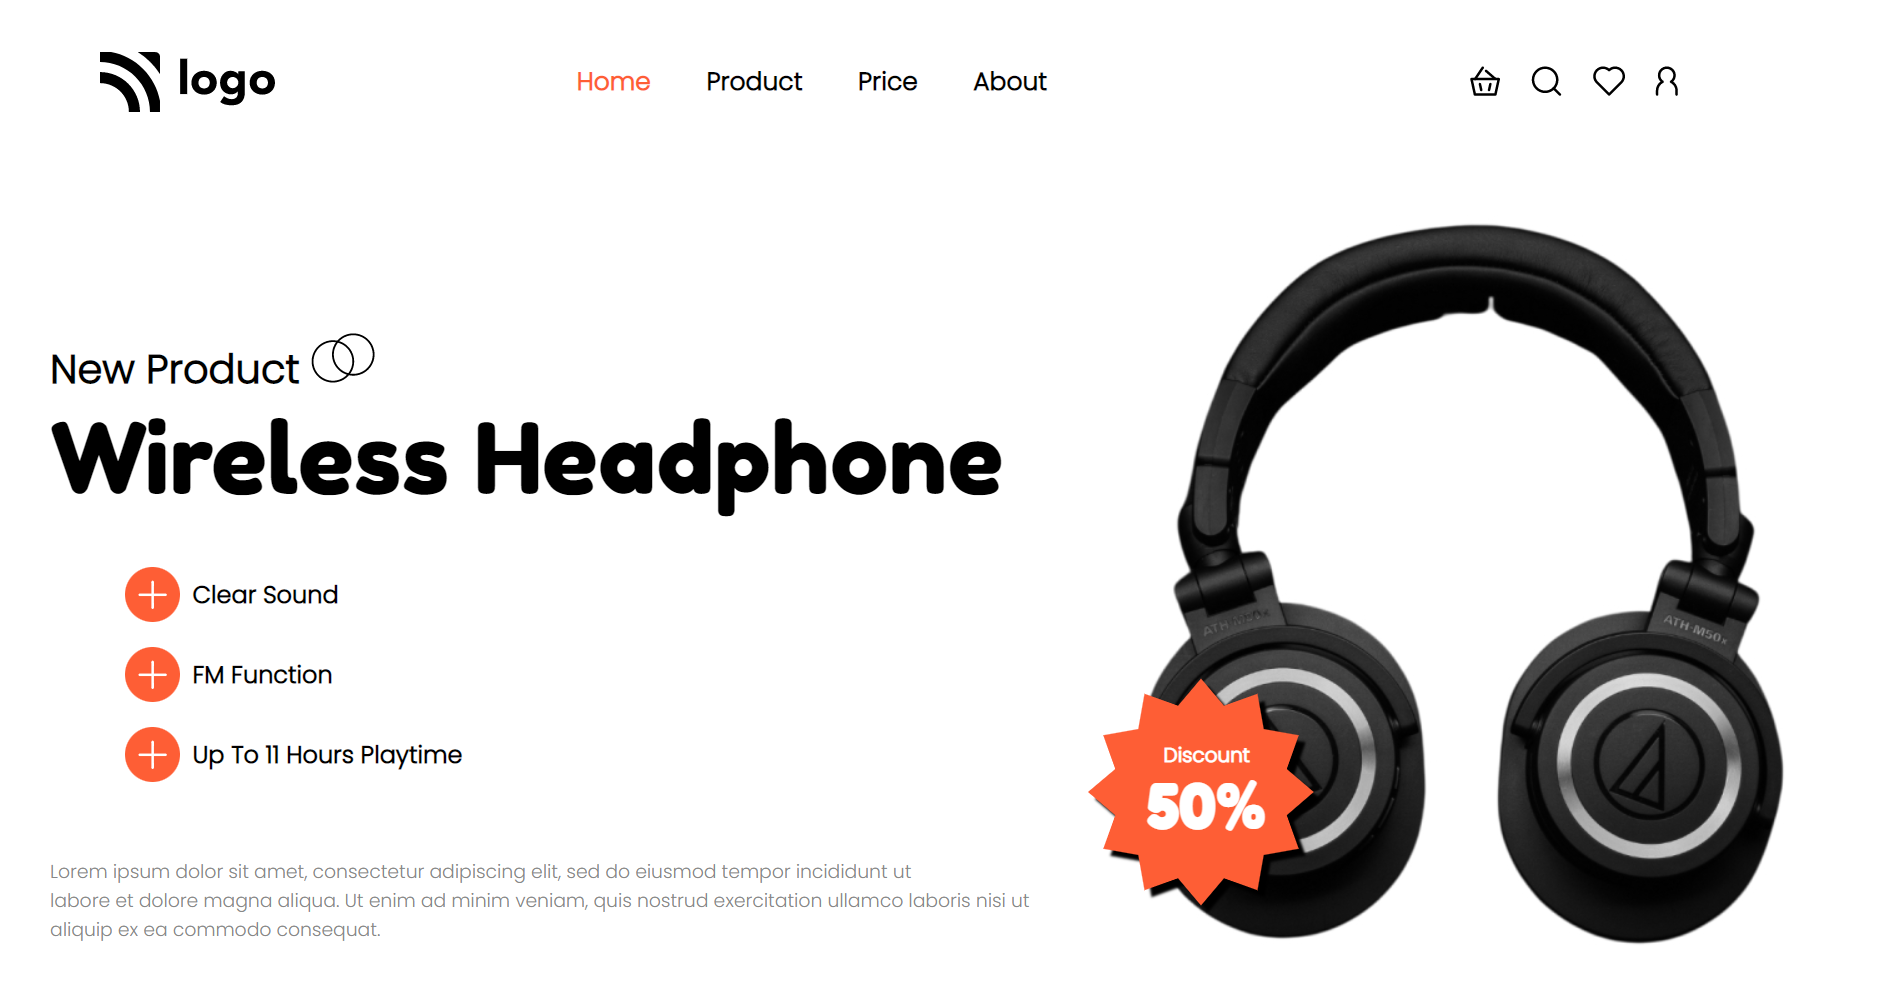 logo
Home Product Price About
New Product
Wireless Headphone
Clear Sound
FM Function
Up To 11 Hours Playtime
Lorem ipsum dolor sit amet, consectetur adipiscing elit, sed do eiusmod tempor incididunt ut
labore et dolore magna aliqua. Ut enim ad minim veniam, quis nostrud exercitation ullamco laboris nisi ut
aliquip ex ea commodo consequat.
ATH-M50x
ATH-M50x
Discount
50%